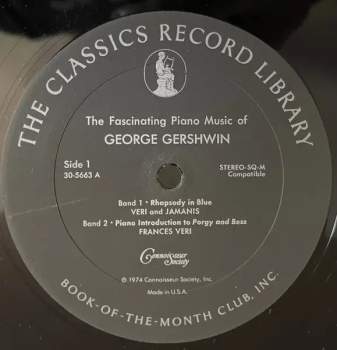 THE CLASSICS RECORD LIBRARY
The Fascinating Piano Music of
GEORGE GERSHWIN
Side 1
30-5663 A
STEREO-SQ-M
Compatible
Band 1 • Rhapsody in Blue
VERI and JAMANIS
Band 2 • Piano Introduction to Porgy and Bess
FRANCES VERI
Connoisseur
Society
℗ 1974 Connoisseur Society, Inc.
Made in U.S.A.
BOOK-OF-THE-MONTH CLUB, INC.